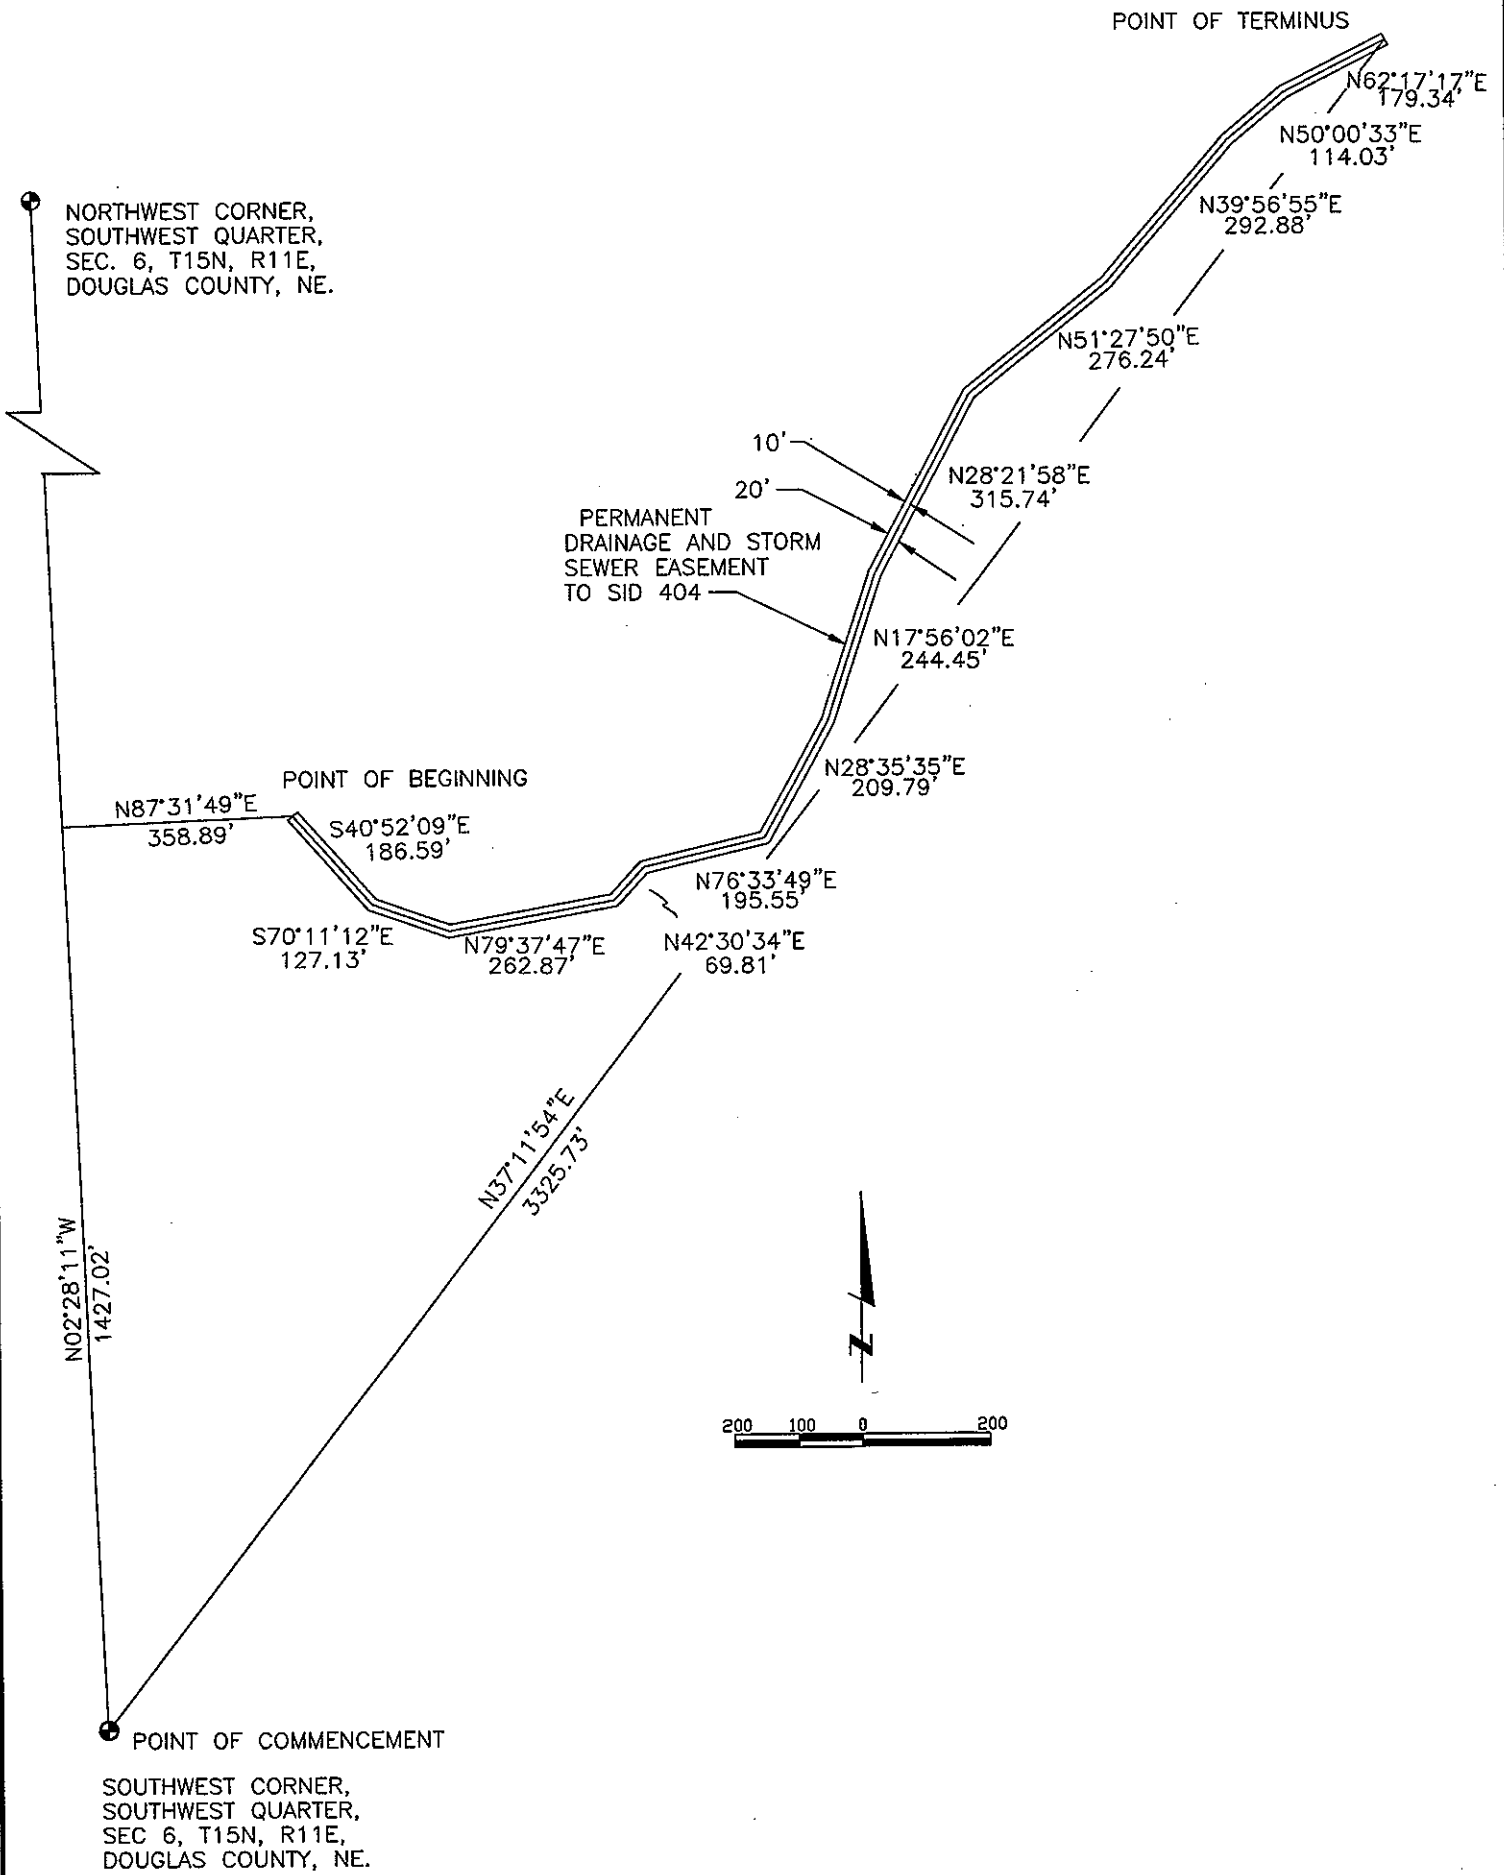 POINT OF TERMINUS
N62°17'17"E
179.34'
N50°00'33"E
114.03'
N39°56'55"E
292.88'
NORTHWEST CORNER,
SOUTHWEST QUARTER,
SEC. 6, T15N, R11E,
DOUGLAS COUNTY, NE.
N51°27'50"E
276.24'
10'
20'
N28°21'58"E
315.74'
PERMANENT
DRAINAGE AND STORM
SEWER EASEMENT
TO SID 404
N17°56'02"E
244.45'
N28°35'35"E
209.79'
POINT OF BEGINNING
N87°31'49"E
358.89'
S40°52'09"E
186.59'
N76°33'49"E
195.55'
S70°11'12"E
127.13'
N79°37'47"E
262.87'
N42°30'34"E
69.81'
N37°11'54"E
3325.73'
N02°28'11"W
1427.02'
N
200 100 0 200
POINT OF COMMENCEMENT
SOUTHWEST CORNER,
SOUTHWEST QUARTER,
SEC 6, T15N, R11E,
DOUGLAS COUNTY, NE.